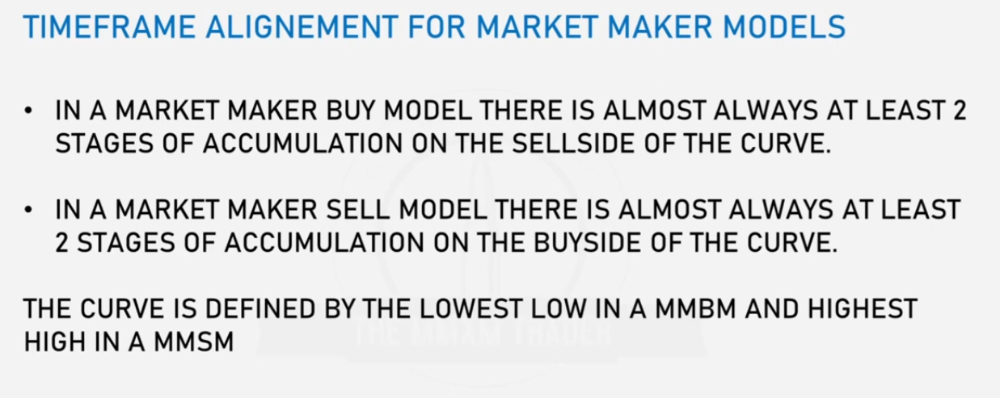 TIMEFRAME ALIGNEMENT FOR MARKET MAKER MODELS
• IN A MARKET MAKER BUY MODEL THERE IS ALMOST ALWAYS AT LEAST 2
STAGES OF ACCUMULATION ON THE SELLSIDE OF THE CURVE.
• IN A MARKET MAKER SELL MODEL THERE IS ALMOST ALWAYS AT LEAST
2 STAGES OF ACCUMULATION ON THE BUYSIDE OF THE CURVE.
THE CURVE IS DEFINED BY THE LOWEST LOW IN A MMBM AND HIGHEST
HIGH IN A MMSM
THE MMXM TRADER